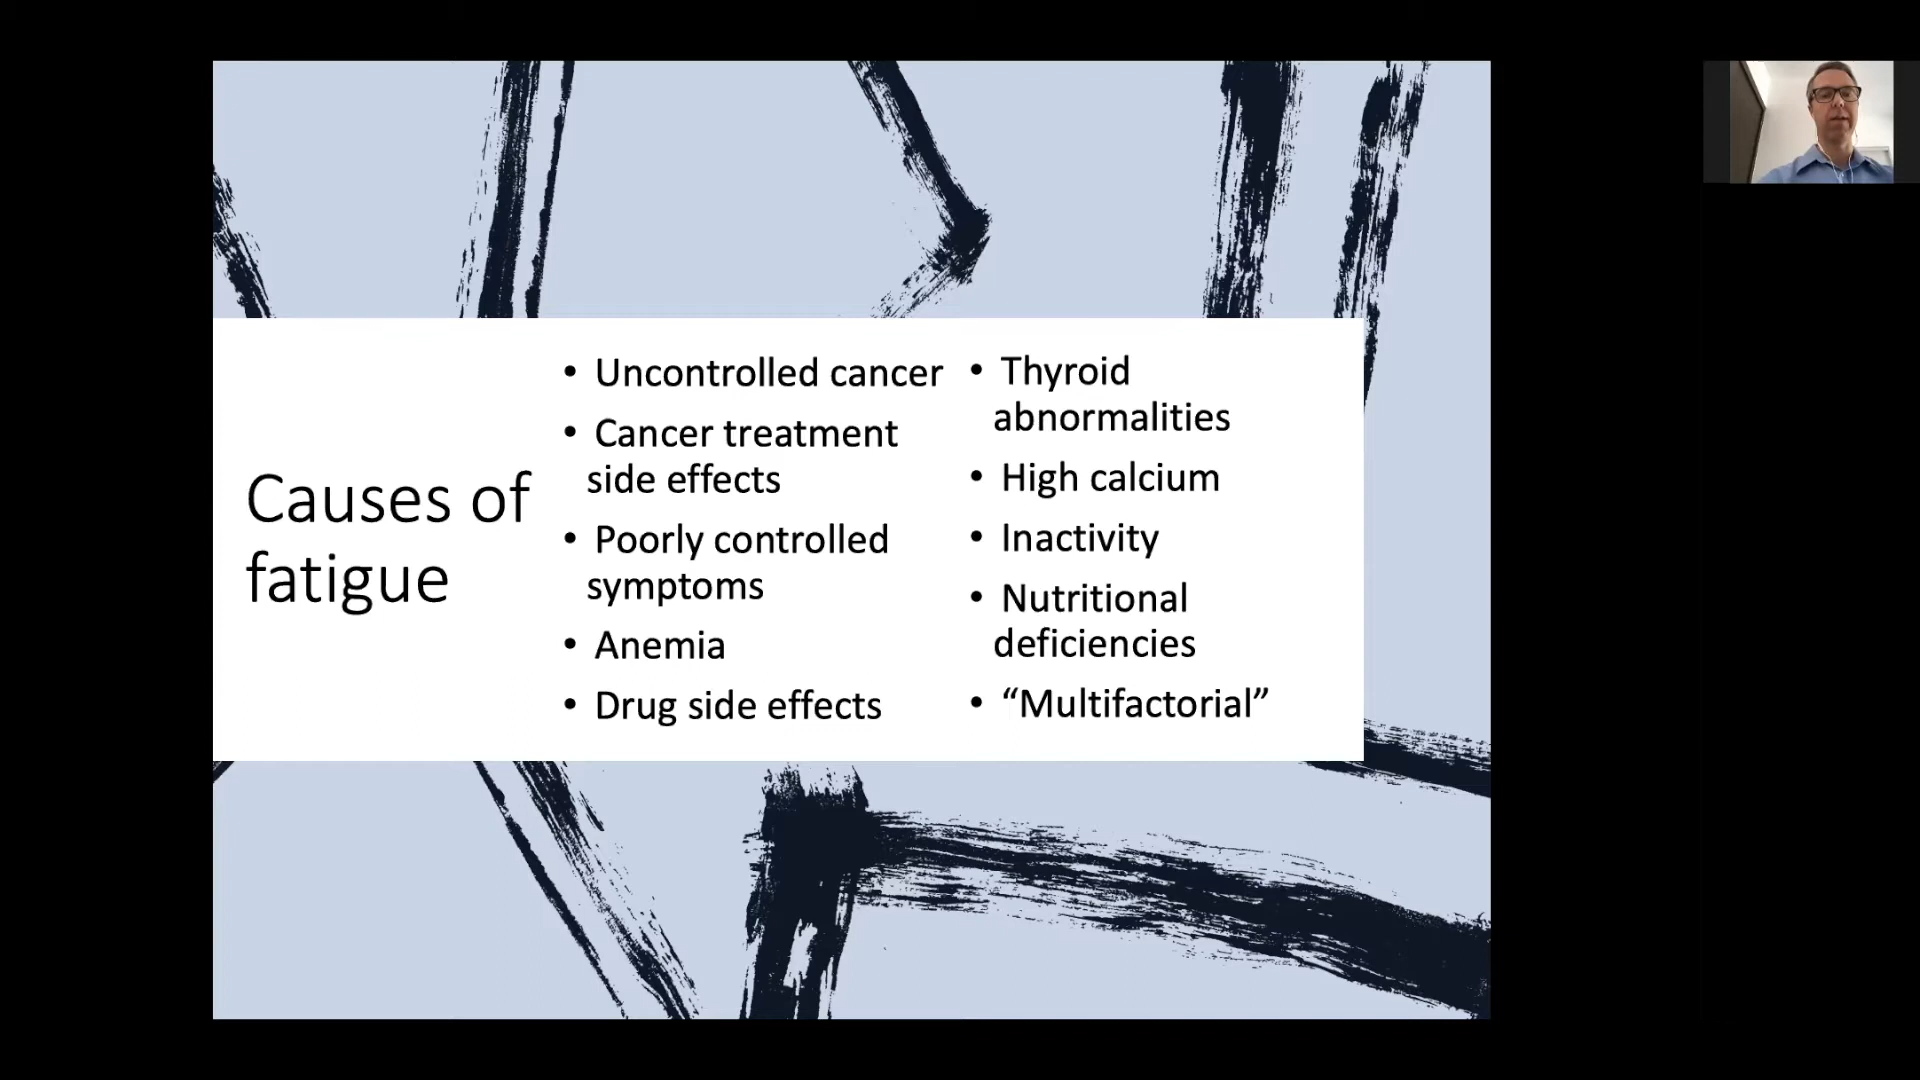 Causes of
fatigue
• Uncontrolled cancer
• Cancer treatment
side effects
• Poorly controlled
symptoms
• Anemia
• Drug side effects
• Thyroid
abnormalities
• High calcium
• Inactivity
• Nutritional
deficiencies
• “Multifactorial”